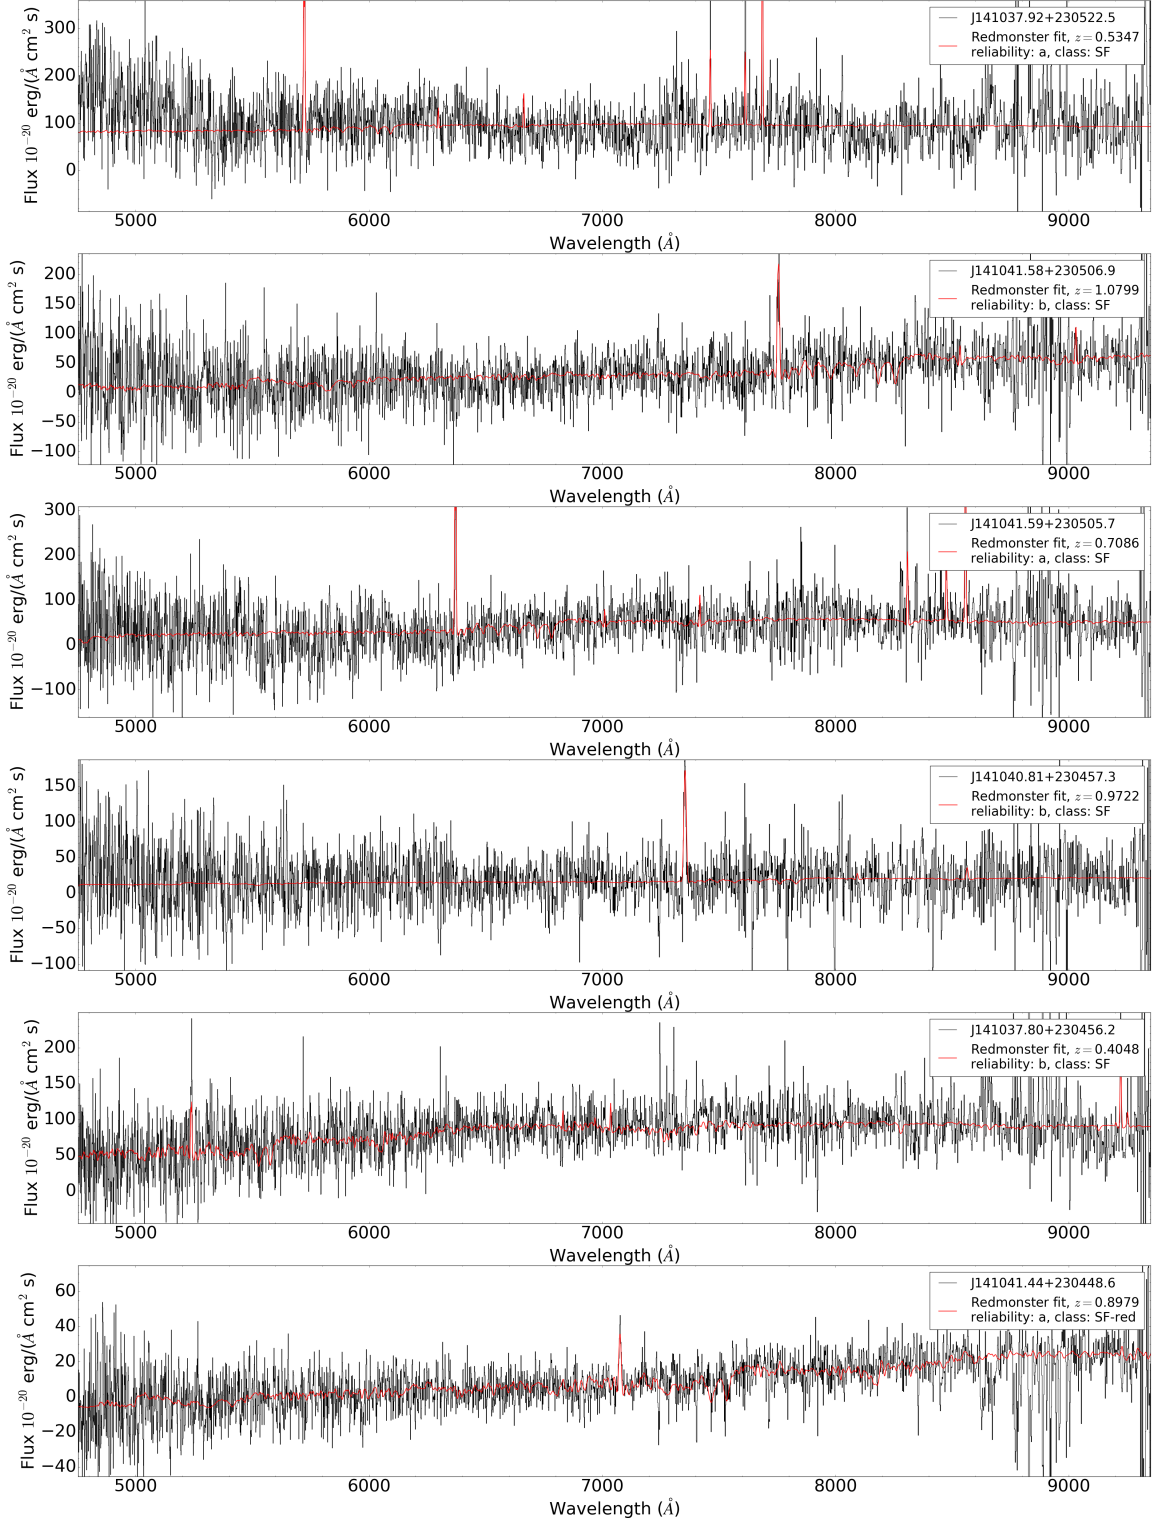 300
200
100
0
Flux 10⁻²⁰ erg/(Å cm² s)
J141037.92+230522.5
Redmonster fit, z = 0.5347
reliability: a, class: SF
5000 6000 7000 8000 9000
Wavelength (Å)
200
150
100
50
0
−50
−100
Flux 10⁻²⁰ erg/(Å cm² s)
J141041.58+230506.9
Redmonster fit, z = 1.0799
reliability: b, class: SF
5000 6000 7000 8000 9000
Wavelength (Å)
300
200
100
0
−100
Flux 10⁻²⁰ erg/(Å cm² s)
J141041.59+230505.7
Redmonster fit, z = 0.7086
reliability: a, class: SF
5000 6000 7000 8000 9000
Wavelength (Å)
150
100
50
0
−50
−100
Flux 10⁻²⁰ erg/(Å cm² s)
J141040.81+230457.3
Redmonster fit, z = 0.9722
reliability: b, class: SF
5000 6000 7000 8000 9000
Wavelength (Å)
200
150
100
50
0
Flux 10⁻²⁰ erg/(Å cm² s)
J141037.80+230456.2
Redmonster fit, z = 0.4048
reliability: b, class: SF
5000 6000 7000 8000 9000
Wavelength (Å)
60
40
20
0
−20
−40
Flux 10⁻²⁰ erg/(Å cm² s)
J141041.44+230448.6
Redmonster fit, z = 0.8979
reliability: a, class: SF-red
5000 6000 7000 8000 9000
Wavelength (Å)